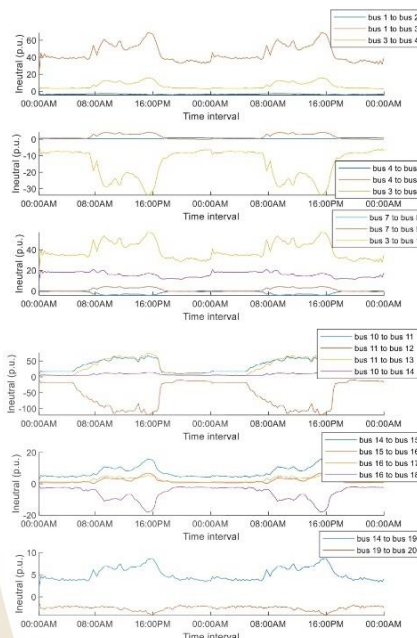 bus 1 to bus 2
bus 1 to bus 3
bus 3 to bus 4
Ineutral (p.u.)
60
40
20
0
00:00AM 08:00AM 16:00PM 00:00AM 08:00AM 16:00PM 00:00AM
Time interval
Ineutral (p.u.)
0
-10
-20
-30
bus 4 to bus
bus 4 to bus
bus 3 to bus
00:00AM 08:00AM 16:00PM 00:00AM 08:00AM 16:00PM 00:00AM
Time interval
bus 7 to bus
bus 7 to bus
bus 3 to bus
Ineutral (p.u.)
40
20
0
00:00AM 08:00AM 16:00PM 00:00AM 08:00AM 16:00PM 00:00AM
Time interval
bus 10 to bus 11
bus 11 to bus 12
bus 11 to bus 13
bus 10 to bus 14
Ineutral (p.u.)
50
0
-50
-100
00:00AM 08:00AM 16:00PM 00:00AM 08:00AM 16:00PM 00:00AM
Time interval
bus 14 to bus 15
bus 15 to bus 16
bus 16 to bus 17
bus 16 to bus 18
Ineutral (p.u.)
20
0
-20
00:00AM 08:00AM 16:00PM 00:00AM 08:00AM 16:00PM 00:00AM
Time interval
bus 14 to bus 19
bus 19 to bus 20
Ineutral (p.u.)
10
5
0
00:00AM 08:00AM 16:00PM 00:00AM 08:00AM 16:00PM 00:00AM
Time interval